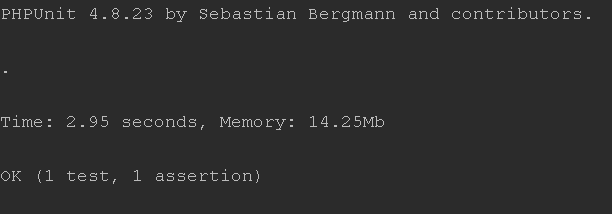 PHPUnit 4.8.23 by Sebastian Bergmann and contributors.
.
Time: 2.95 seconds, Memory: 14.25Mb
OK (1 test, 1 assertion)